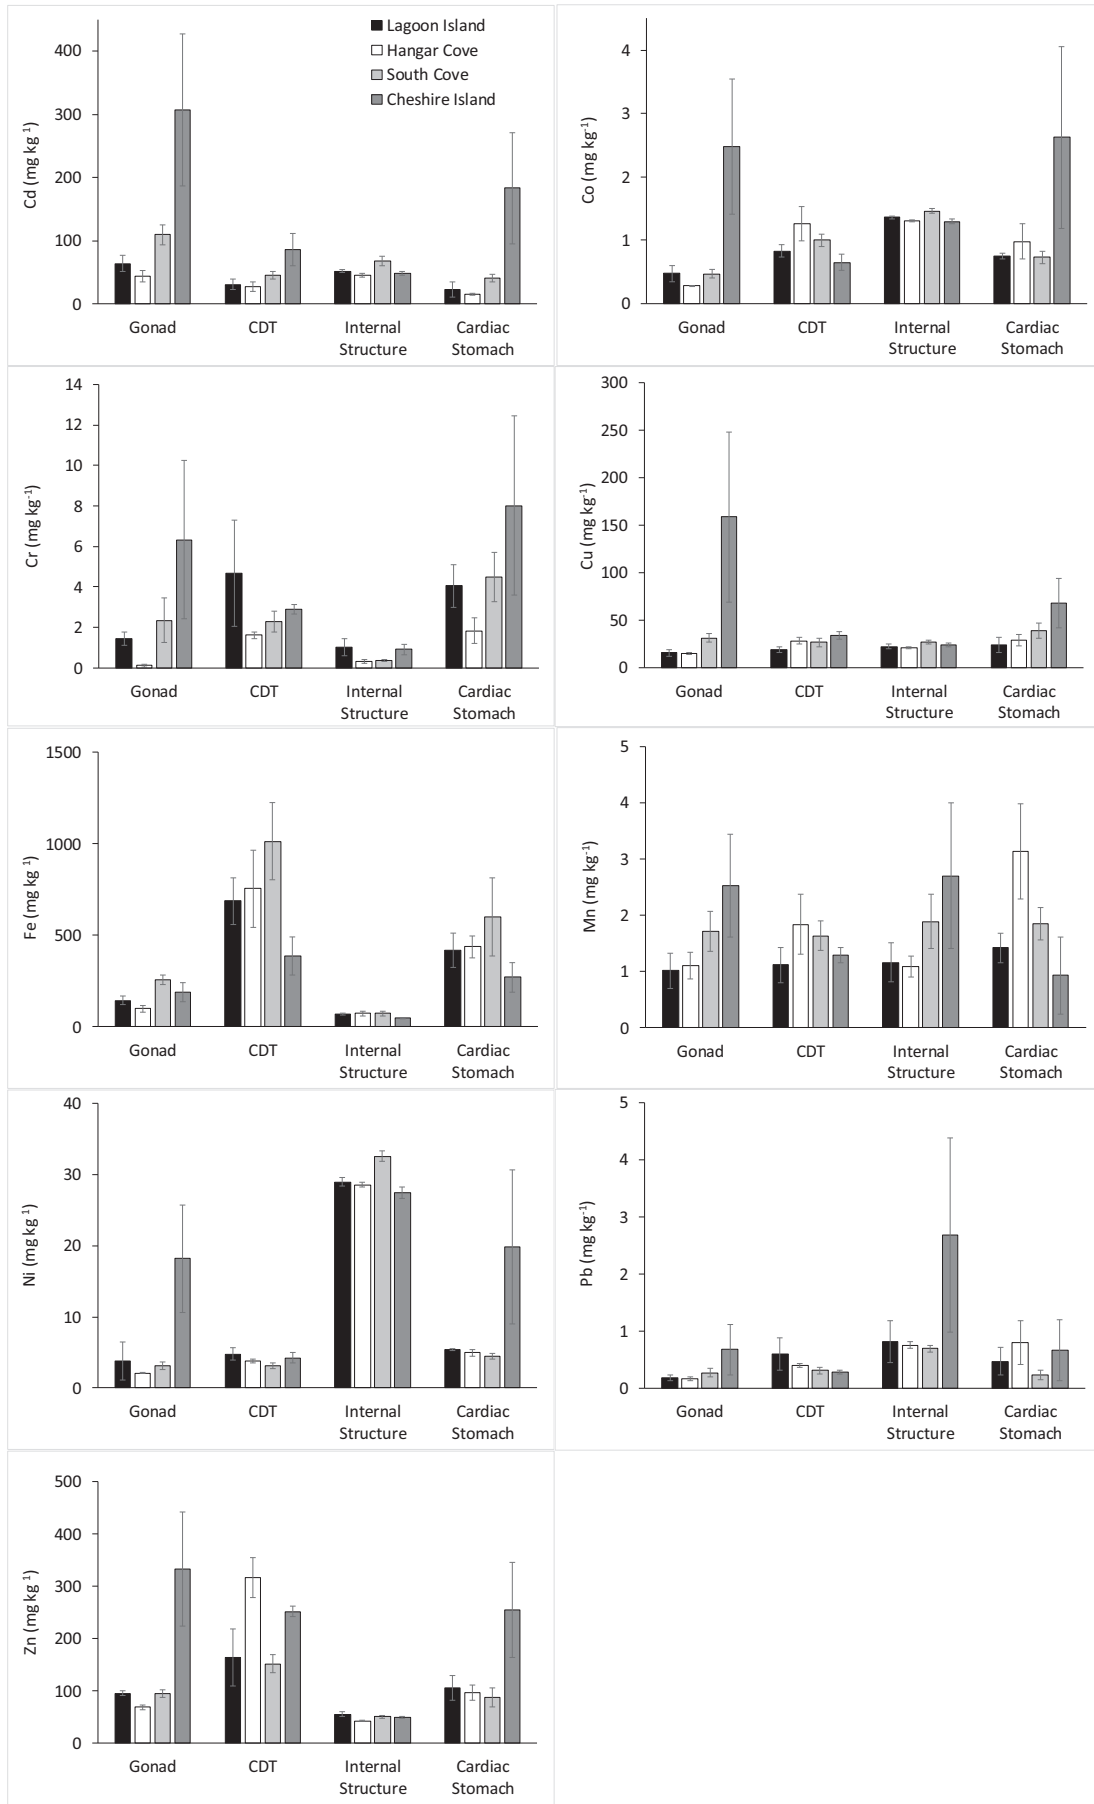 Lagoon Island
Hangar Cove
South Cove
Cheshire Island
Cd (mg kg-1)
400
300
200
100
0
Gonad CDT Internal Structure Cardiac Stomach
Co (mg kg-1)
4
3
2
1
0
Gonad CDT Internal Structure Cardiac Stomach
Cr (mg kg-1)
14
12
10
8
6
4
2
0
Gonad CDT Internal Structure Cardiac Stomach
Cu (mg kg-1)
300
250
200
150
100
50
0
Gonad CDT Internal Structure Cardiac Stomach
Fe (mg kg-1)
1500
1000
500
0
Gonad CDT Internal Structure Cardiac Stomach
Mn (mg kg-1)
5
4
3
2
1
0
Gonad CDT Internal Structure Cardiac Stomach
Ni (mg kg-1)
40
30
20
10
0
Gonad CDT Internal Structure Cardiac Stomach
Pb (mg kg-1)
5
4
3
2
1
0
Gonad CDT Internal Structure Cardiac Stomach
Zn (mg kg-1)
500
400
300
200
100
0
Gonad CDT Internal Structure Cardiac Stomach